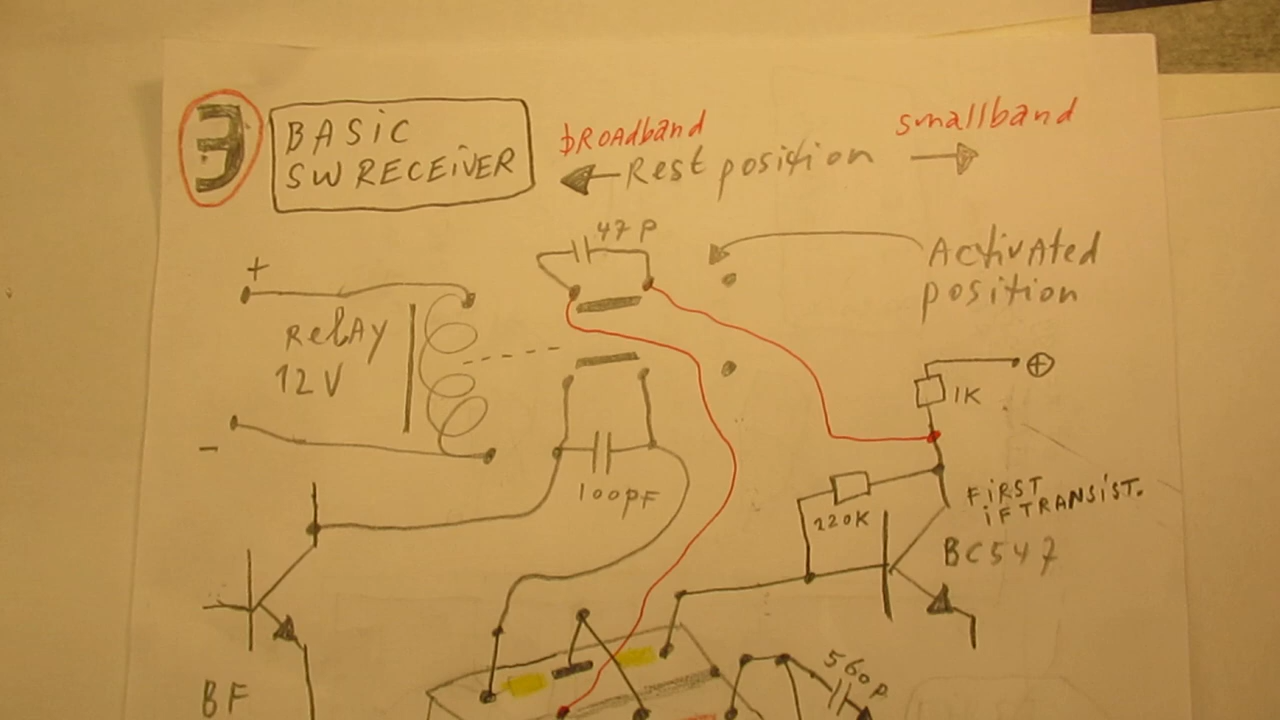 3
BASIC
SW RECEIVER
bROAdband
smallband
Rest position
47 P
Activated
position
+
RelAy
12 V
-
100pF
+
1K
220K
FiRST
iF TRANSiST.
BC547
BF
560p